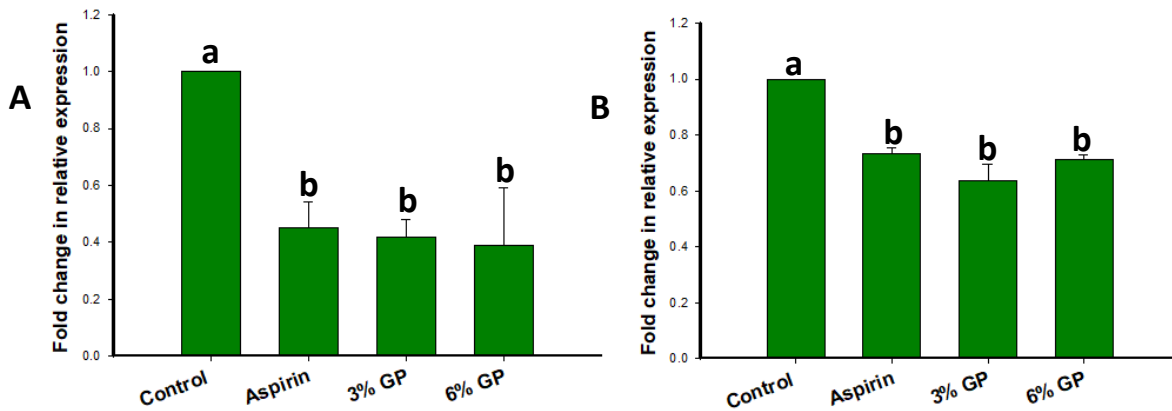 A
Fold change in relative expression
1.2
1.0
0.8
0.6
0.4
0.2
0.0
a
b
b
b
Control
Aspirin
3% GP
6% GP
B
Fold change in relative expression
1.2
1.0
0.8
0.6
0.4
0.2
0.0
a
b
b
b
Control
Aspirin
3% GP
6% GP